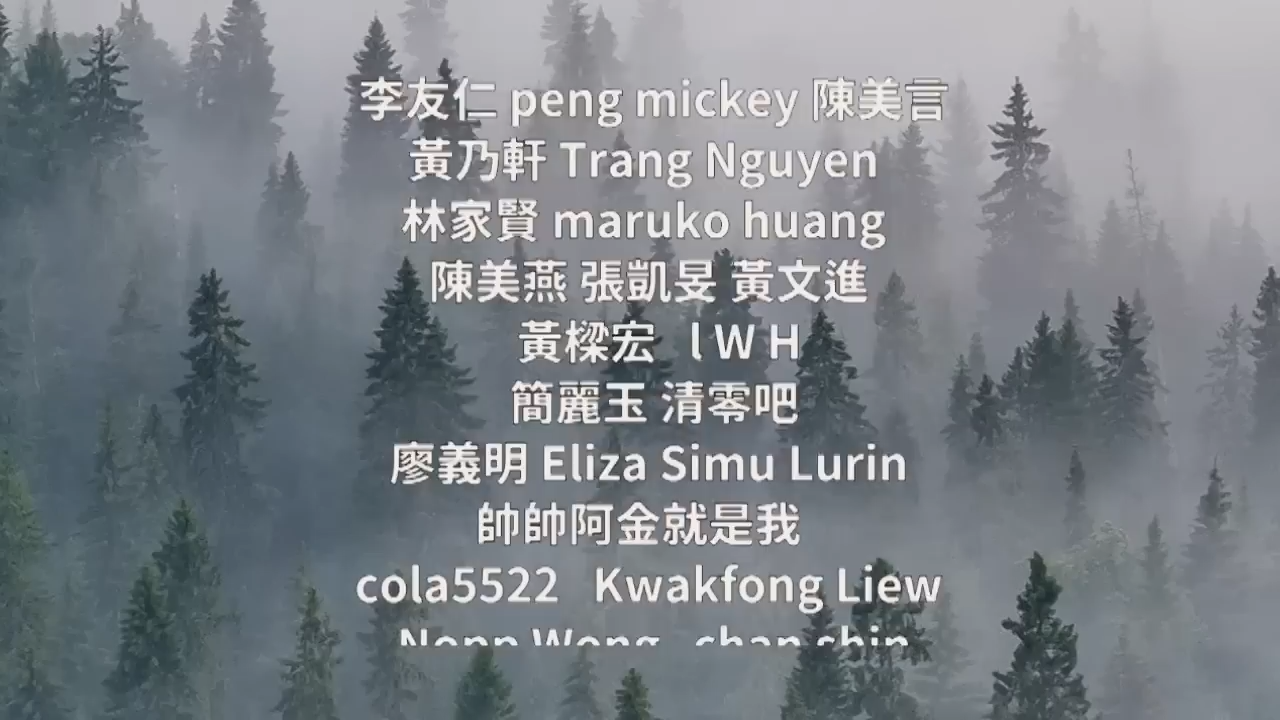 李友仁 peng mickey 陳美言
黃乃軒 Trang Nguyen
林家賢 maruko huang
陳美燕 張凱旻 黃文進
黃樑宏 l W H
簡麗玉 清零吧
廖義明 Eliza Simu Lurin
帥帥阿金就是我
cola5522 Kwakfong Liew